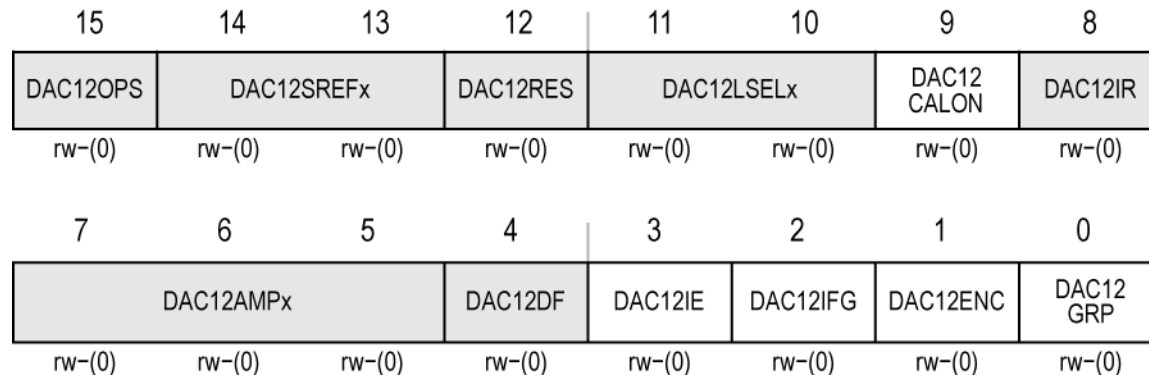 15 14 13 12 11 10 9 8
DAC12OPS DAC12SREFx DAC12RES DAC12LSELx DAC12 CALON DAC12IR
rw−(0) rw−(0) rw−(0) rw−(0) rw−(0) rw−(0) rw−(0) rw−(0)
7 6 5 4 3 2 1 0
DAC12AMPx DAC12DF DAC12IE DAC12IFG DAC12ENC DAC12 GRP
rw−(0) rw−(0) rw−(0) rw−(0) rw−(0) rw−(0) rw−(0) rw−(0)